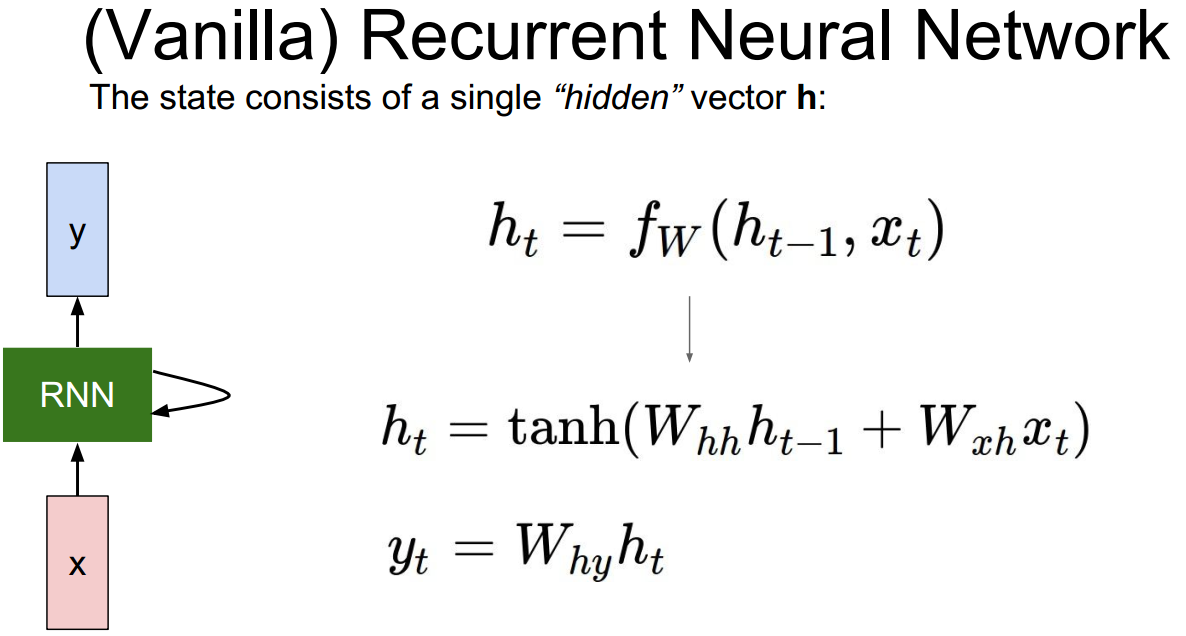 (Vanilla) Recurrent Neural Network
The state consists of a single “hidden” vector h:
y
RNN
x
h_t = f_W(h_{t−1}, x_t)
h_t = tanh(W_{hh}h_{t−1} + W_{xh}x_t)
y_t = W_{hy}h_t